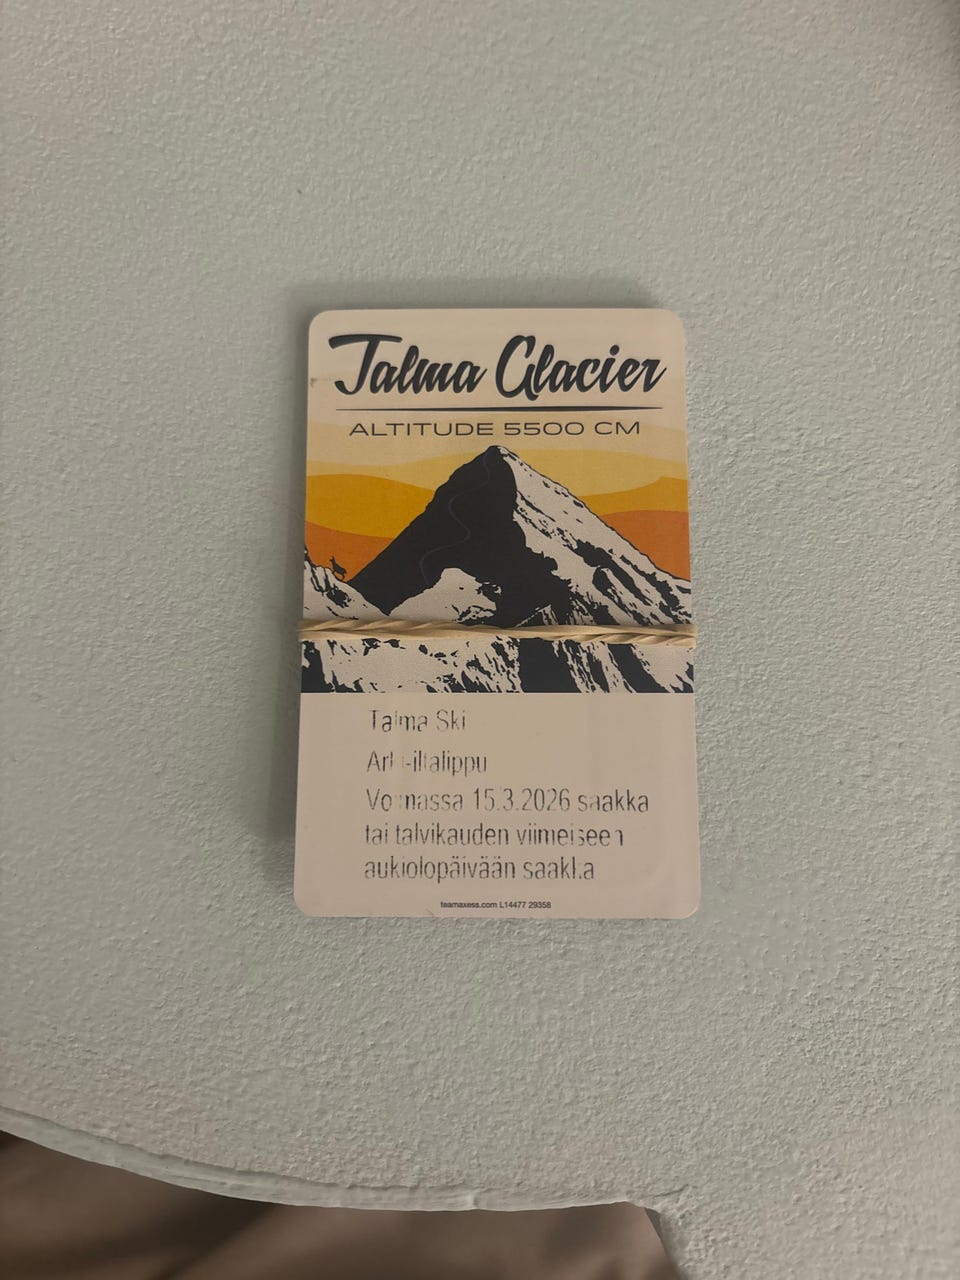 Talma Glacier
ALTITUDE 5500 CM
Talma Ski
Arki-iltalippu
Voimassa 15.3.2026 saakka
tai talvikauden viimeiseen
aukiolopäivään saakka
teamaxess.com L14477 29358